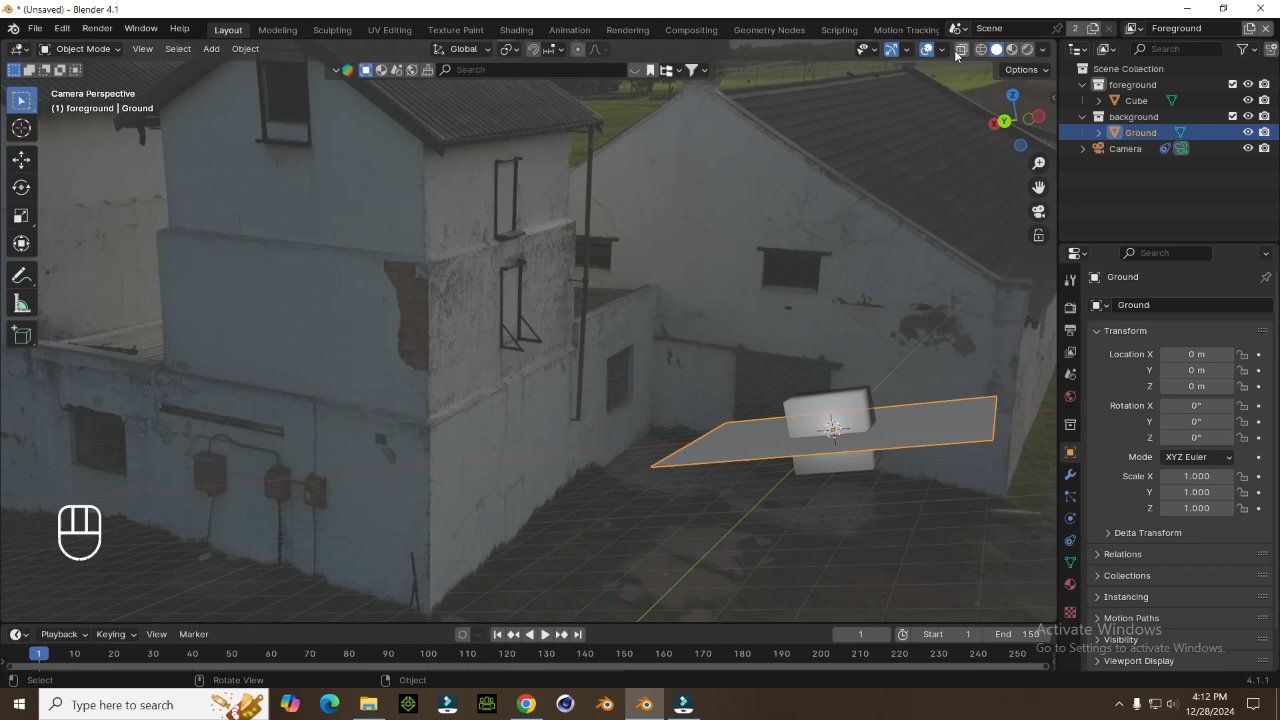 * (Unsaved) - Blender 4.1
File Edit Render Window Help Layout Modeling Sculpting UV Editing Texture Paint Shading Animation Rendering Compositing Geometry Nodes Scripting Motion Tracking Scene 2 Foreground
Object Mode View Select Add Object Global Search
Search Options
Camera Perspective
(1) foreground | Ground
X
Y
Z
Scene Collection
foreground
Cube
background
Ground
Camera
Search
Ground
Ground
Transform
Location X 0 m
Y 0 m
Z 0 m
Rotation X 0°
Y 0°
Z 0°
Mode XYZ Euler
Scale X 1.000
Y 1.000
Z 1.000
Delta Transform
Relations
Collections
Instancing
Motion Paths
Visibility
Viewport Display
Activate Windows
Go to Settings to activate Windows.
Playback Keying View Marker 1 Start 1 End 150
1 10 20 30 40 50 60 70 80 90 100 110 120 130 140 150 160 170 180 190 200 210 220 230 240 250
Select Rotate View Object 4.1.1
Type here to search
4:12 PM
12/28/2024